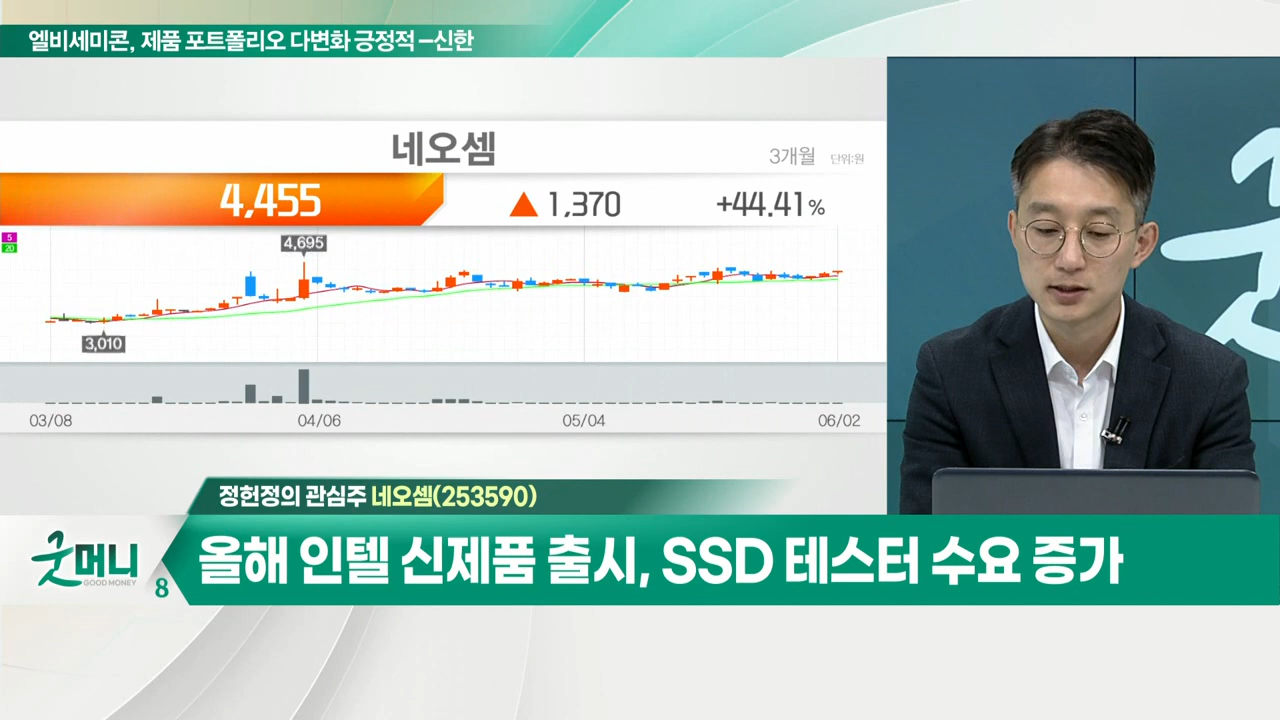 엘비세미콘, 제품 포트폴리오 다변화 긍정적 –신한
네오셈
3개월 단위:원
4,455 ▲ 1,370 +44.41%
5
20
4,695
3,010
03/08 04/06 05/04 06/02
정헌정의 관심주 네오셈(253590)
굿머니
GOOD MONEY
8
올해 인텔 신제품 출시, SSD 테스터 수요 증가